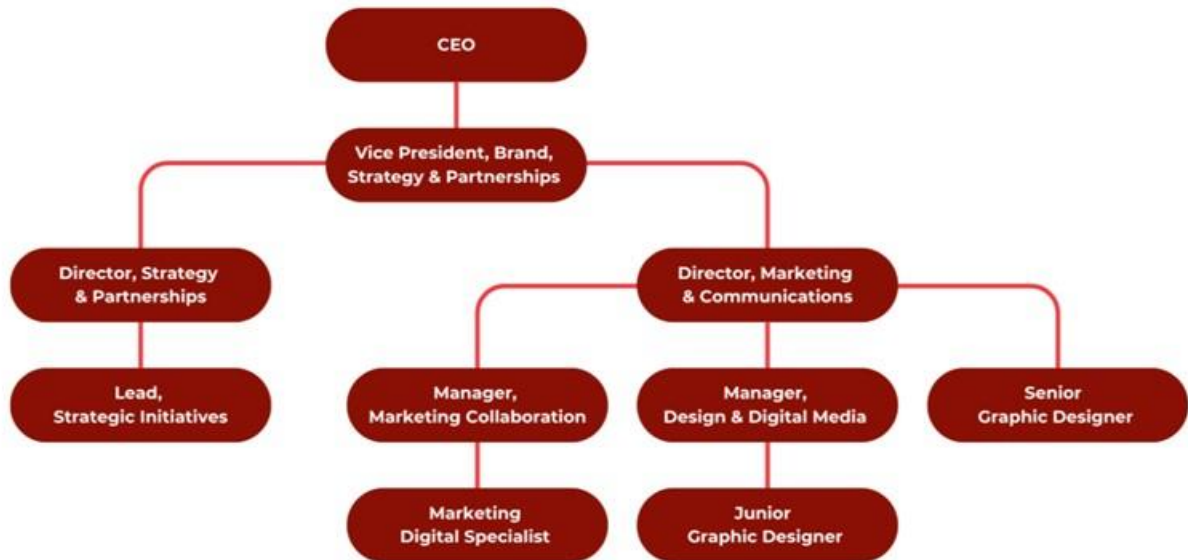 CEO
Vice President, Brand,
Strategy & Partnerships
Director, Strategy
& Partnerships
Director, Marketing
& Communications
Lead,
Strategic Initiatives
Manager,
Marketing Collaboration
Manager,
Design & Digital Media
Senior
Graphic Designer
Marketing
Digital Specialist
Junior
Graphic Designer